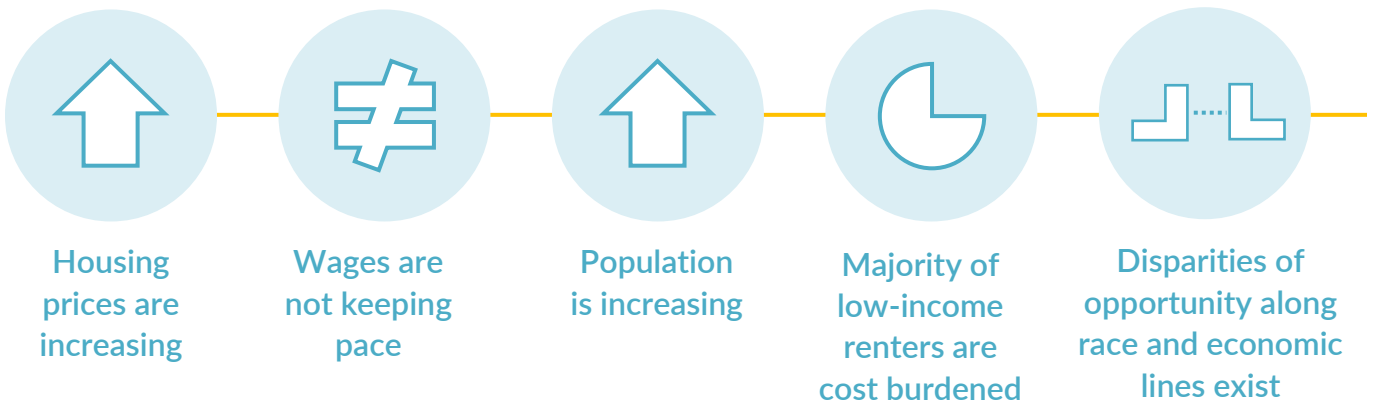 Housing
prices are
increasing
Wages are
not keeping
pace
Population
is increasing
Majority of
low-income
renters are
cost burdened
Disparities of
opportunity along
race and economic
lines exist